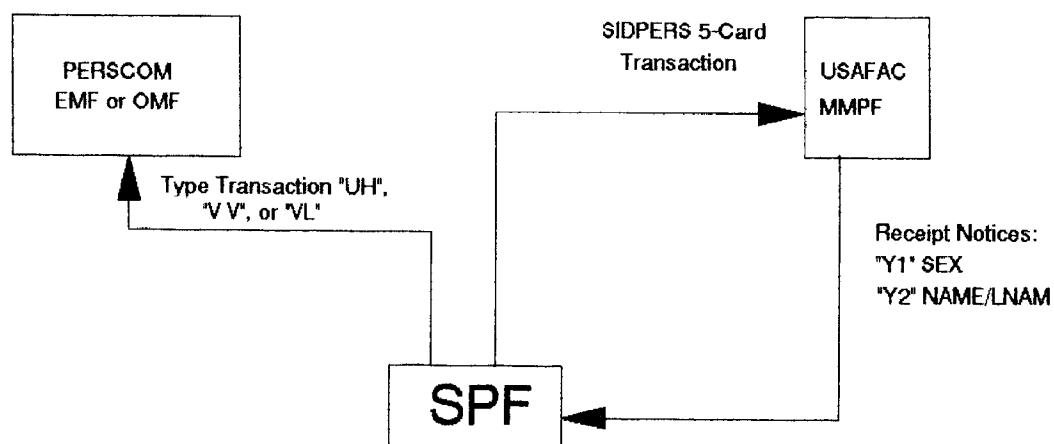 SIDPERS 5-Card
Transaction
PERSCOM
EMF or OMF
USAFAC
MMPF
Type Transaction "UH",
"V V", or "VL"
Receipt Notices:
"Y1" SEX
"Y2" NAME/LNAM
SPF